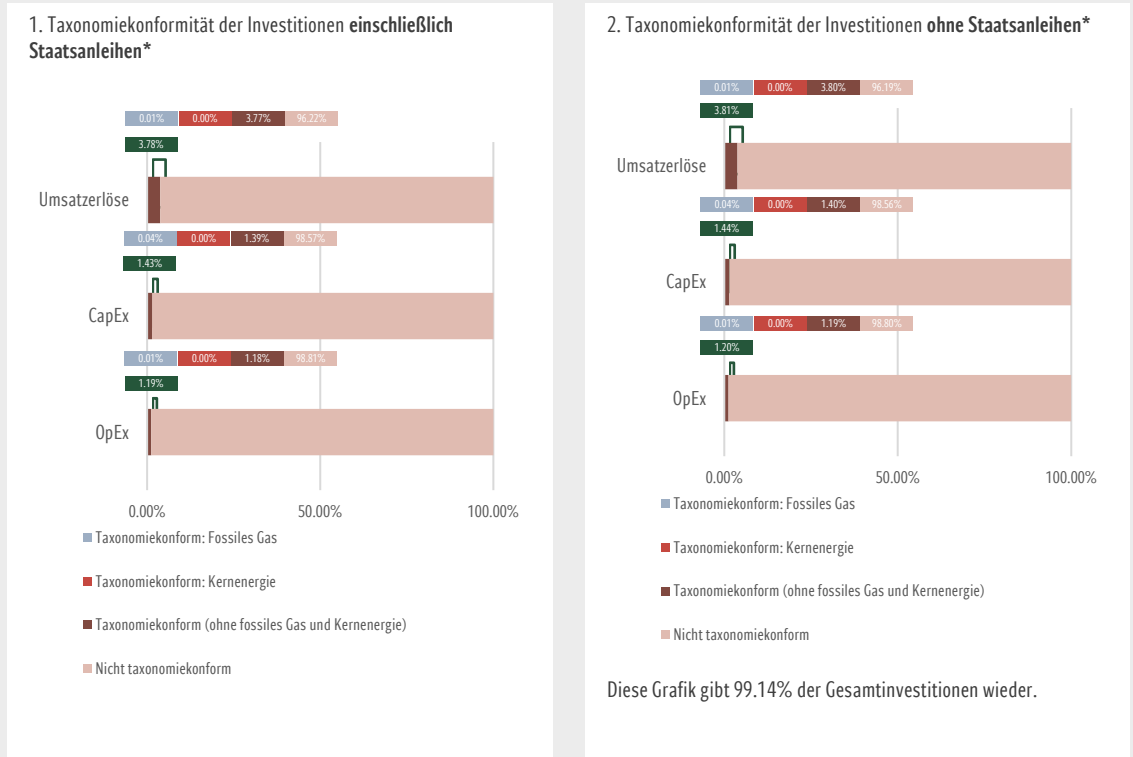 1. Taxonomiekonformität der Investitionen einschließlich
Staatsanleihen*
0.01% 0.00% 3.77% 96.22%
3.78%
Umsatzerlöse
0.04% 0.00% 1.39% 98.57%
1.43%
CapEx
0.01% 0.00% 1.18% 98.81%
1.19%
OpEx
0.00% 50.00% 100.00%
Taxonomiekonform: Fossiles Gas
Taxonomiekonform: Kernenergie
Taxonomiekonform (ohne fossiles Gas und Kernenergie)
Nicht taxonomiekonform
2. Taxonomiekonformität der Investitionen ohne Staatsanleihen*
0.01% 0.00% 3.80% 96.19%
3.81%
Umsatzerlöse
0.04% 0.00% 1.40% 98.56%
1.44%
CapEx
0.01% 0.00% 1.19% 98.80%
1.20%
OpEx
0.00% 50.00% 100.00%
Taxonomiekonform: Fossiles Gas
Taxonomiekonform: Kernenergie
Taxonomiekonform (ohne fossiles Gas und Kernenergie)
Nicht taxonomiekonform
Diese Grafik gibt 99.14% der Gesamtinvestitionen wieder.